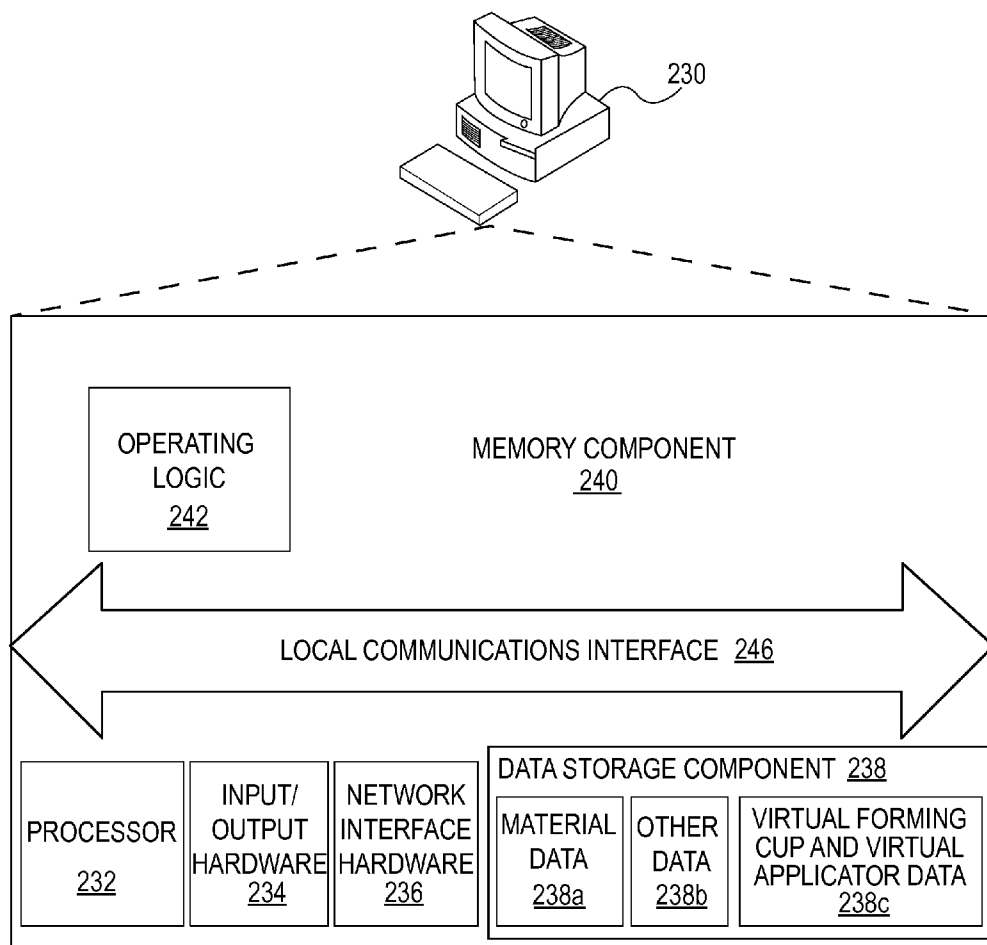 230
OPERATING
LOGIC
242
MEMORY COMPONENT
240
LOCAL COMMUNICATIONS INTERFACE 246
PROCESSOR
232
INPUT/
OUTPUT
HARDWARE
234
NETWORK
INTERFACE
HARDWARE
236
DATA STORAGE COMPONENT 238
MATERIAL
DATA
238a
OTHER
DATA
238b
VIRTUAL FORMING
CUP AND VIRTUAL
APPLICATOR DATA
238c